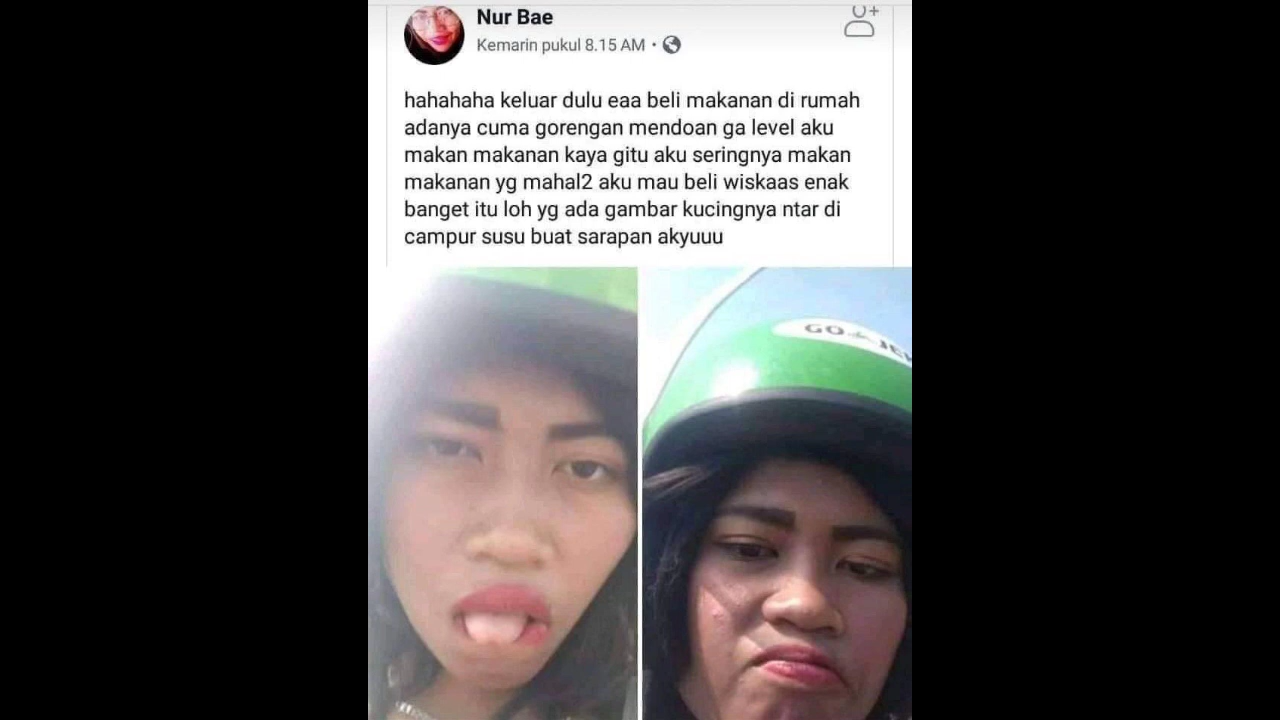 Nur Bae
Kemarin pukul 8.15 AM
hahahaha keluar dulu eaa beli makanan di rumah
adanya cuma gorengan mendoan ga level aku
makan makanan kaya gitu aku seringnya makan
makanan yg mahal2 aku mau beli wiskaas enak
banget itu loh yg ada gambar kucingnya ntar di
campur susu buat sarapan akyuuu
GO JEK